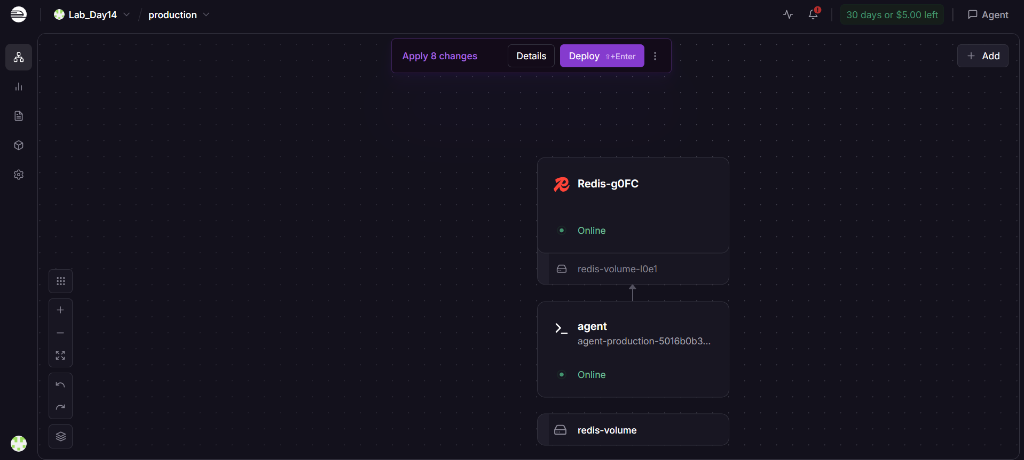 Lab_Day14 / production
30 days or $5.00 left
Agent
Apply 8 changes
Details
Deploy ⇧+Enter
+ Add
Redis-g0FC
Online
redis-volume-I0e1
agent
agent-production-5016b0b3...
Online
redis-volume